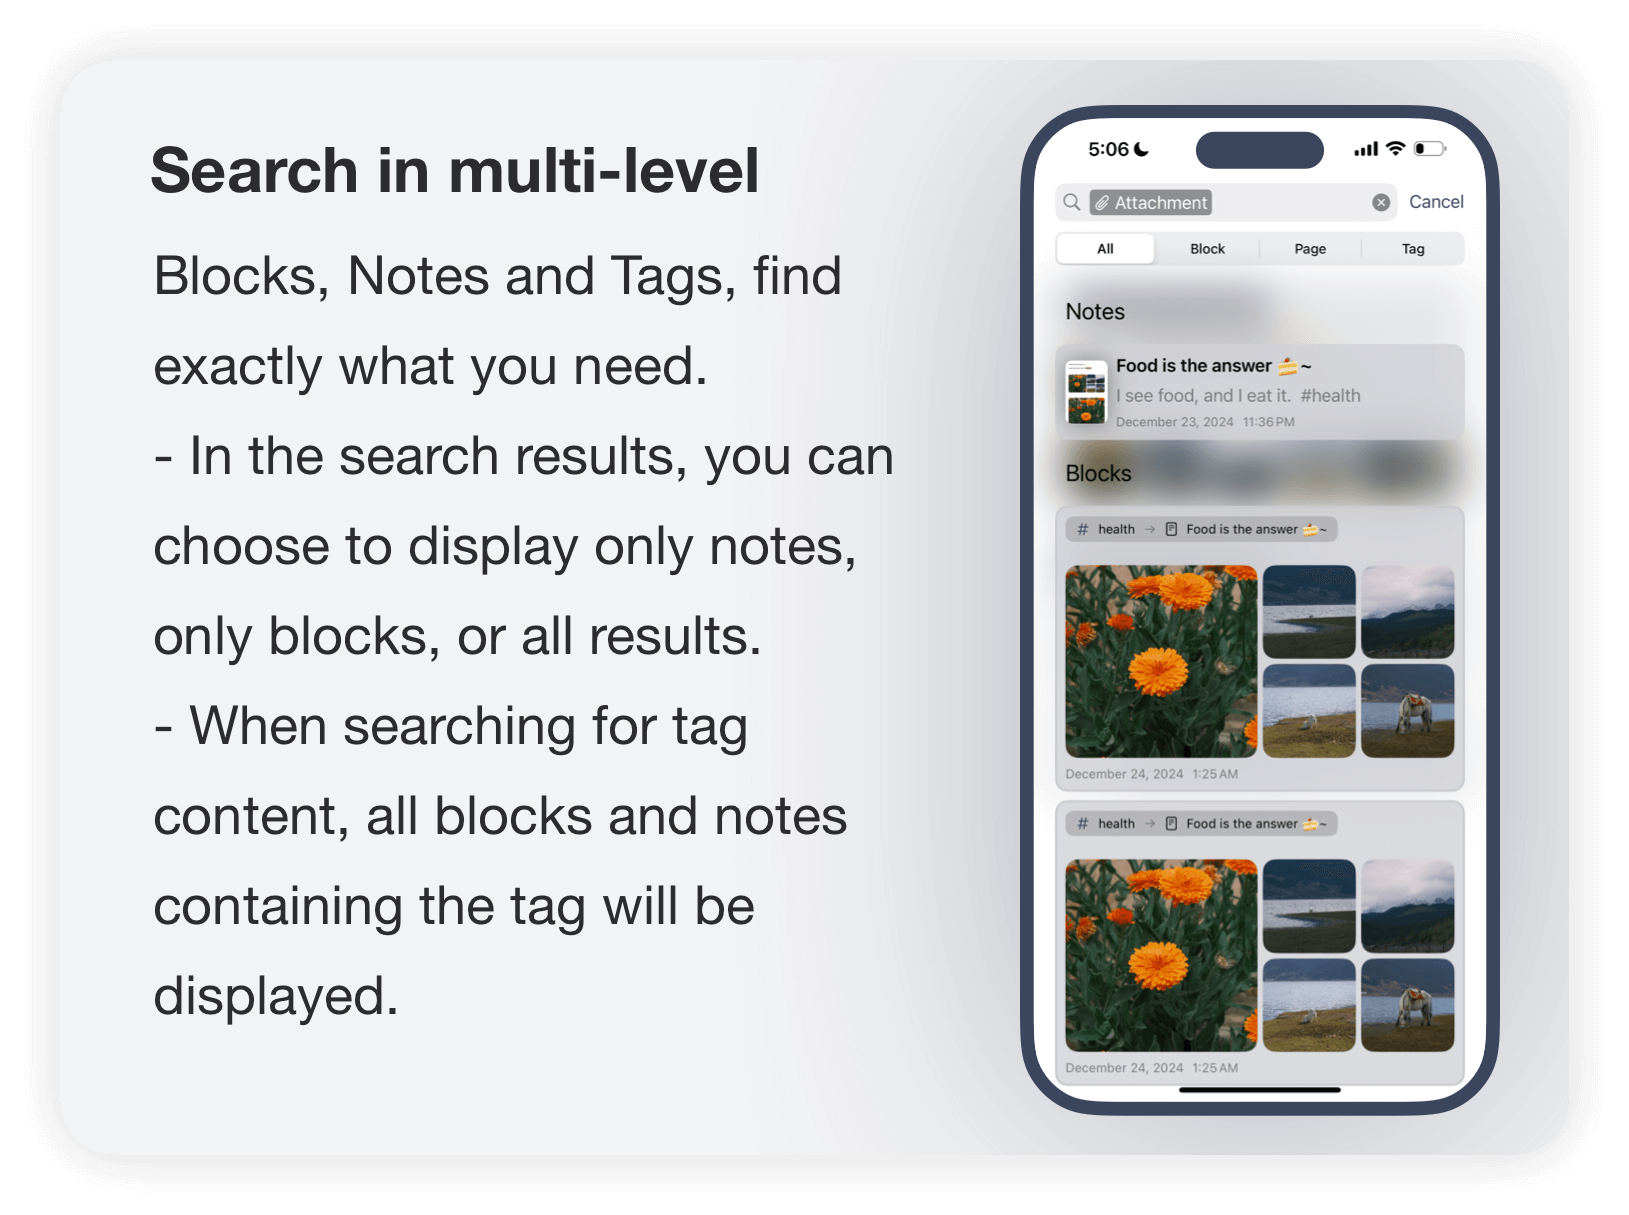 Search in multi-level
Blocks, Notes and Tags, find
exactly what you need.
- In the search results, you can
choose to display only notes,
only blocks, or all results.
- When searching for tag
content, all blocks and notes
containing the tag will be
displayed.
5:06
Attachment
Cancel
All
Block
Page
Tag
Notes
Food is the answer 🍰~
I see food, and I eat it. #health
December 23, 2024 11:36 PM
Blocks
# health → Food is the answer 🍰~
December 24, 2024 1:25 AM
# health → Food is the answer 🍰~
December 24, 2024 1:25 AM